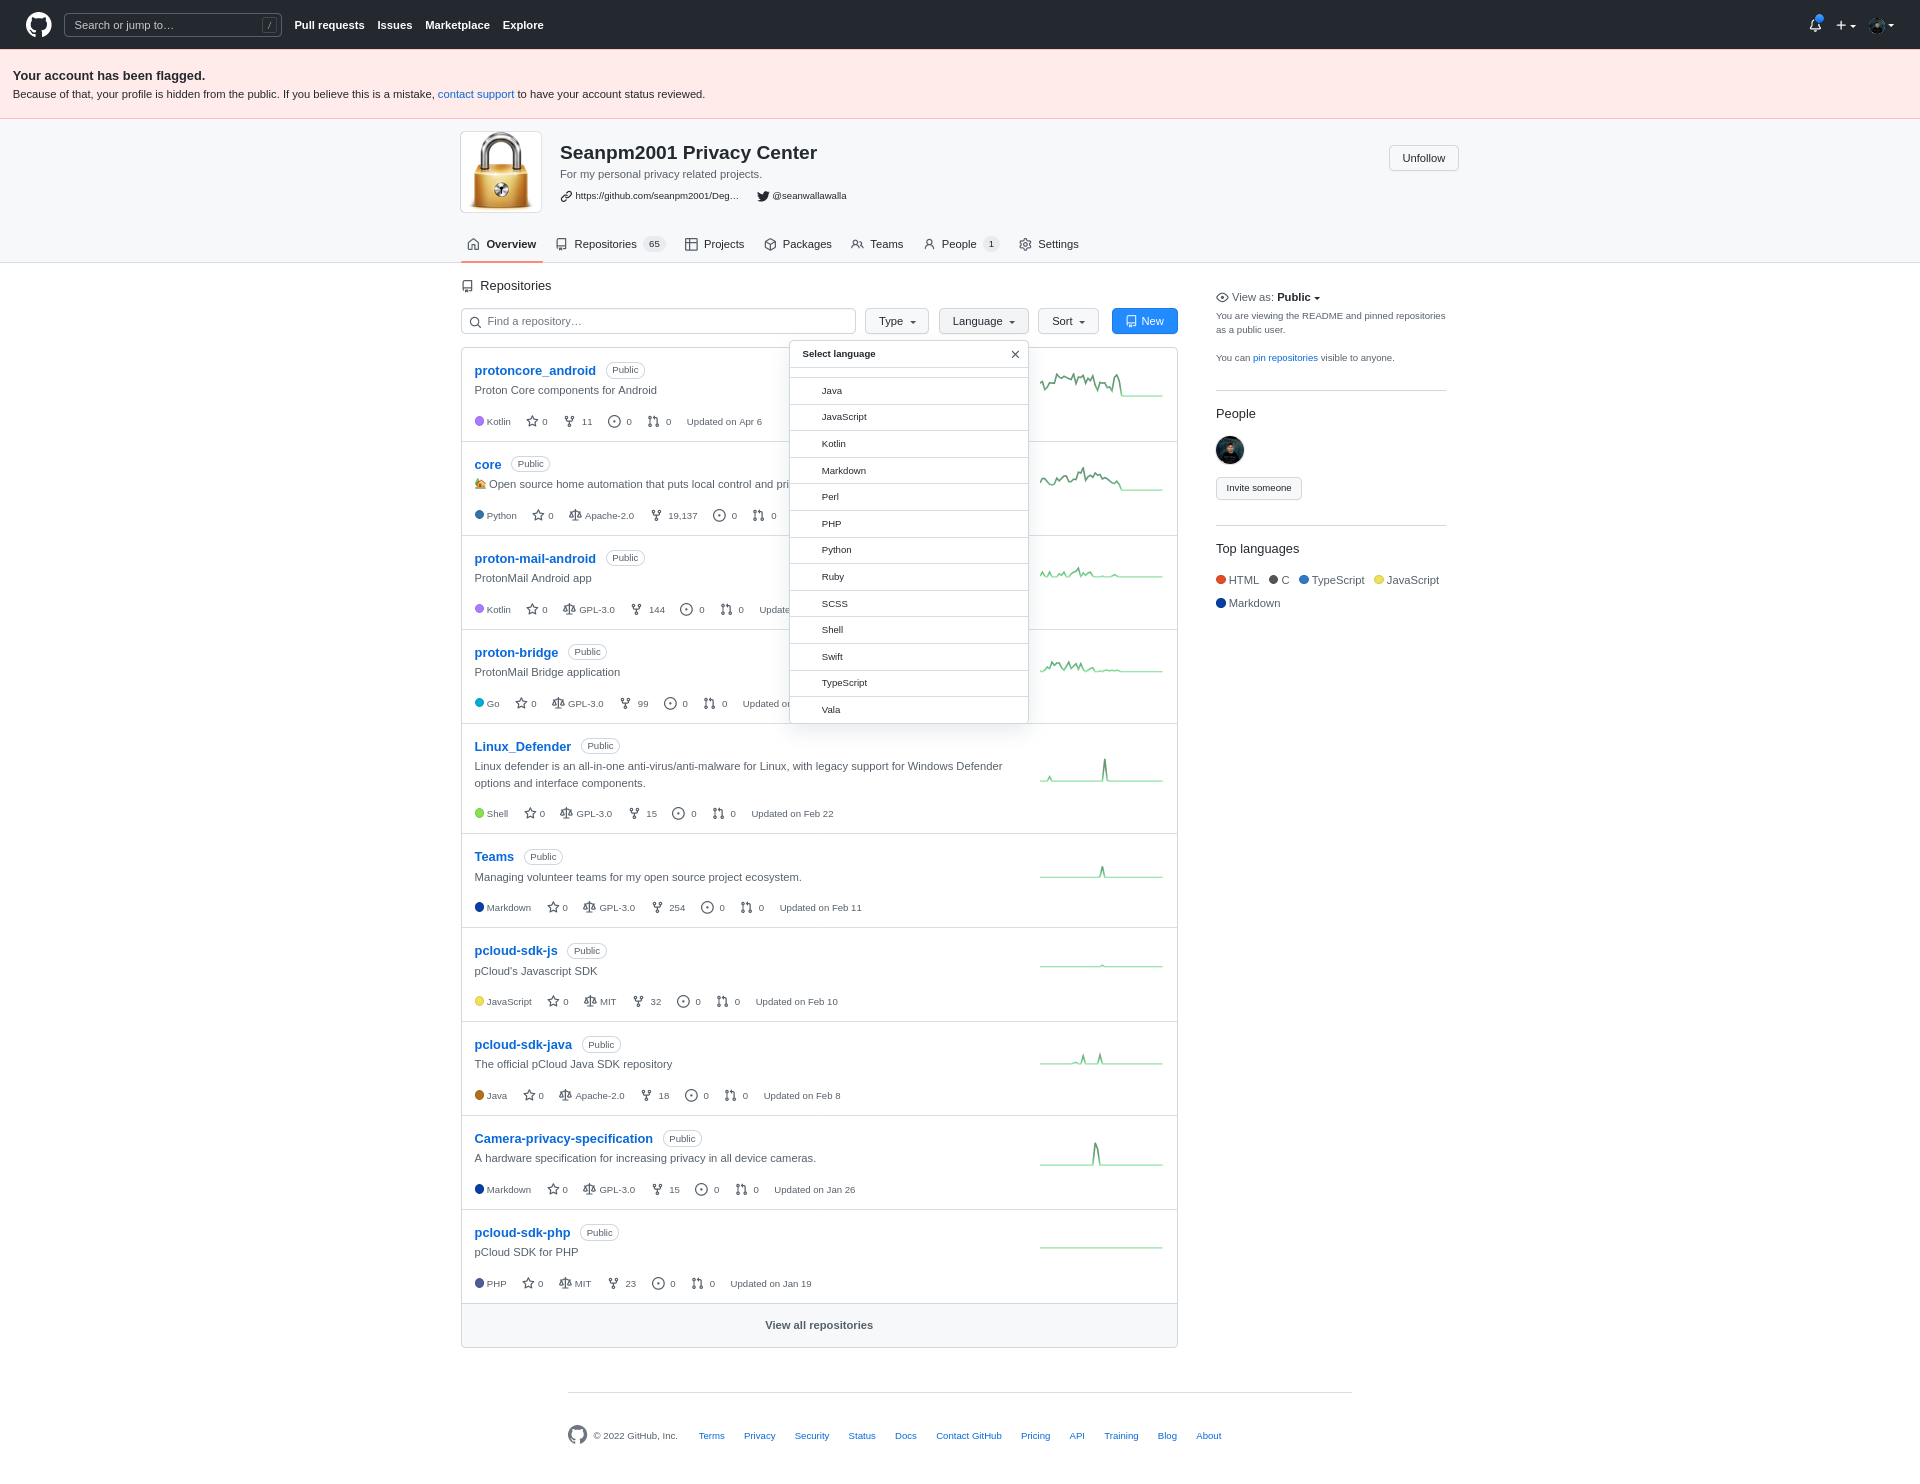 Search or jump to…
/
Pull requests Issues Marketplace Explore
Your account has been flagged.
Because of that, your profile is hidden from the public. If you believe this is a mistake, contact support to have your account status reviewed.
Seanpm2001 Privacy Center
For my personal privacy related projects.
https://github.com/seanpm2001/Deg… @seanwallawalla
Unfollow
Overview Repositories 65 Projects Packages Teams People 1 Settings
Repositories
Find a repository…
Type Language Sort New
Select language
Java
JavaScript
Kotlin
Markdown
Perl
PHP
Python
Ruby
SCSS
Shell
Swift
TypeScript
Vala
protoncore_android Public
Proton Core components for Android
Kotlin 0 11 0 0 Updated on Apr 6
core Public
Open source home automation that puts local control and pri
Python 0 Apache-2.0 19,137 0 0
proton-mail-android Public
ProtonMail Android app
Kotlin 0 GPL-3.0 144 0 0 Update
proton-bridge Public
ProtonMail Bridge application
Go 0 GPL-3.0 99 0 0 Updated on
Linux_Defender Public
Linux defender is an all-in-one anti-virus/anti-malware for Linux, with legacy support for Windows Defender
options and interface components.
Shell 0 GPL-3.0 15 0 0 Updated on Feb 22
Teams Public
Managing volunteer teams for my open source project ecosystem.
Markdown 0 GPL-3.0 254 0 0 Updated on Feb 11
pcloud-sdk-js Public
pCloud's Javascript SDK
JavaScript 0 MIT 32 0 0 Updated on Feb 10
pcloud-sdk-java Public
The official pCloud Java SDK repository
Java 0 Apache-2.0 18 0 0 Updated on Feb 8
Camera-privacy-specification Public
A hardware specification for increasing privacy in all device cameras.
Markdown 0 GPL-3.0 15 0 0 Updated on Jan 26
pcloud-sdk-php Public
pCloud SDK for PHP
PHP 0 MIT 23 0 0 Updated on Jan 19
View all repositories
View as: Public
You are viewing the README and pinned repositories
as a public user.
You can pin repositories visible to anyone.
People
Invite someone
Top languages
HTML C TypeScript JavaScript
Markdown
© 2022 GitHub, Inc. Terms Privacy Security Status Docs Contact GitHub Pricing API Training Blog About